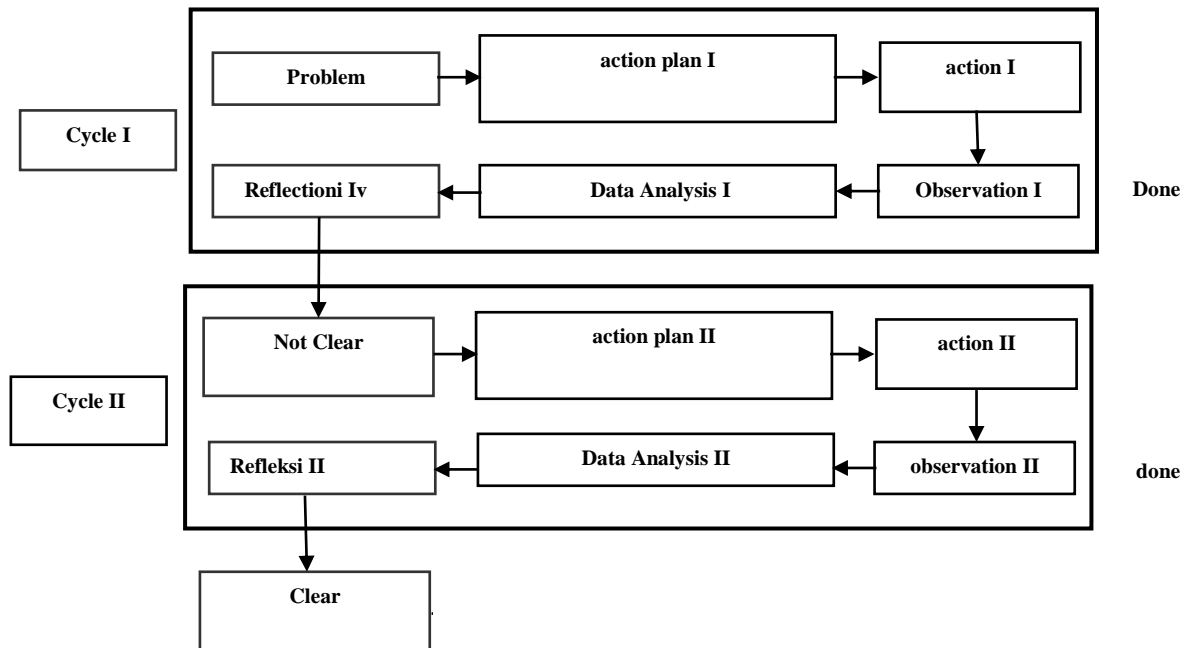 Problem
action plan I
action I
Cycle I
Reflectioni Iv
Data Analysis I
Observation I
Done
Not Clear
action plan II
action II
Cycle II
Refleksi II
Data Analysis II
observation II
done
Clear